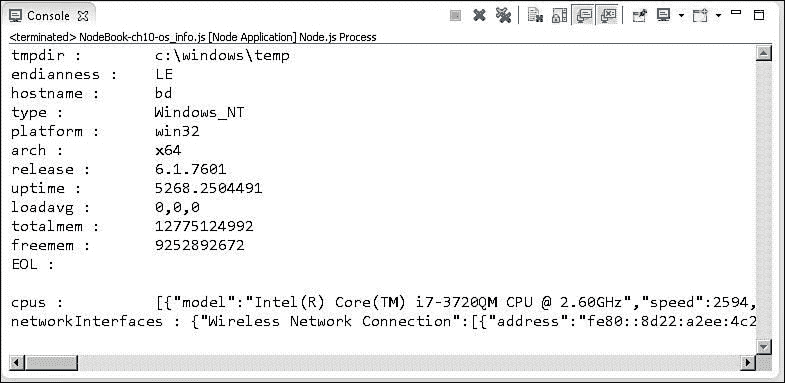 Console
<terminated> NodeBook-ch10-os_info.js [Node Application] Node.js Process
tmpdir : c:\windows\temp
endianness : LE
hostname : bd
type : Windows_NT
platform : win32
arch : x64
release : 6.1.7601
uptime : 5268.2504491
loadavg : 0,0,0
totalmem : 12775124992
freemem : 9252892672
EOL :
cpus : [{"model":"Intel(R) Core(TM) i7-3720QM CPU @ 2.60GHz","speed":2594,
networkInterfaces : {"Wireless Network Connection":[{"address":"fe80::8d22:a2ee:4c2